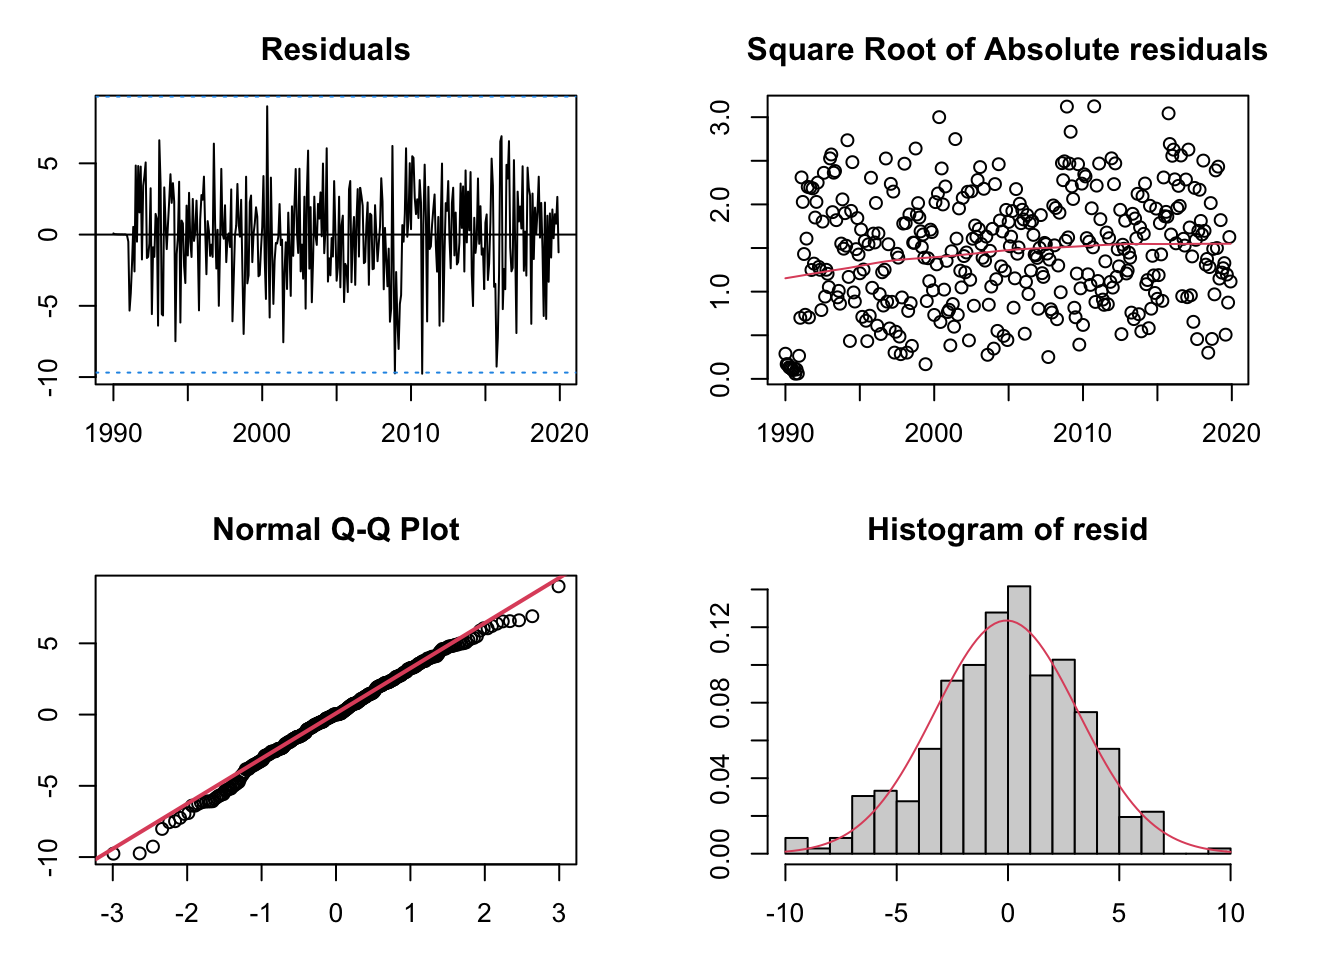 Residuals
5
0
-5
-10
1990 2000 2010 2020
Square Root of Absolute residuals
3.0
2.0
1.0
0.0
1990 2000 2010 2020
Normal Q-Q Plot
5
0
-5
-10
-3 -2 -1 0 1 2 3
Histogram of resid
0.12
0.08
0.04
0.00
-10 -5 0 5 10